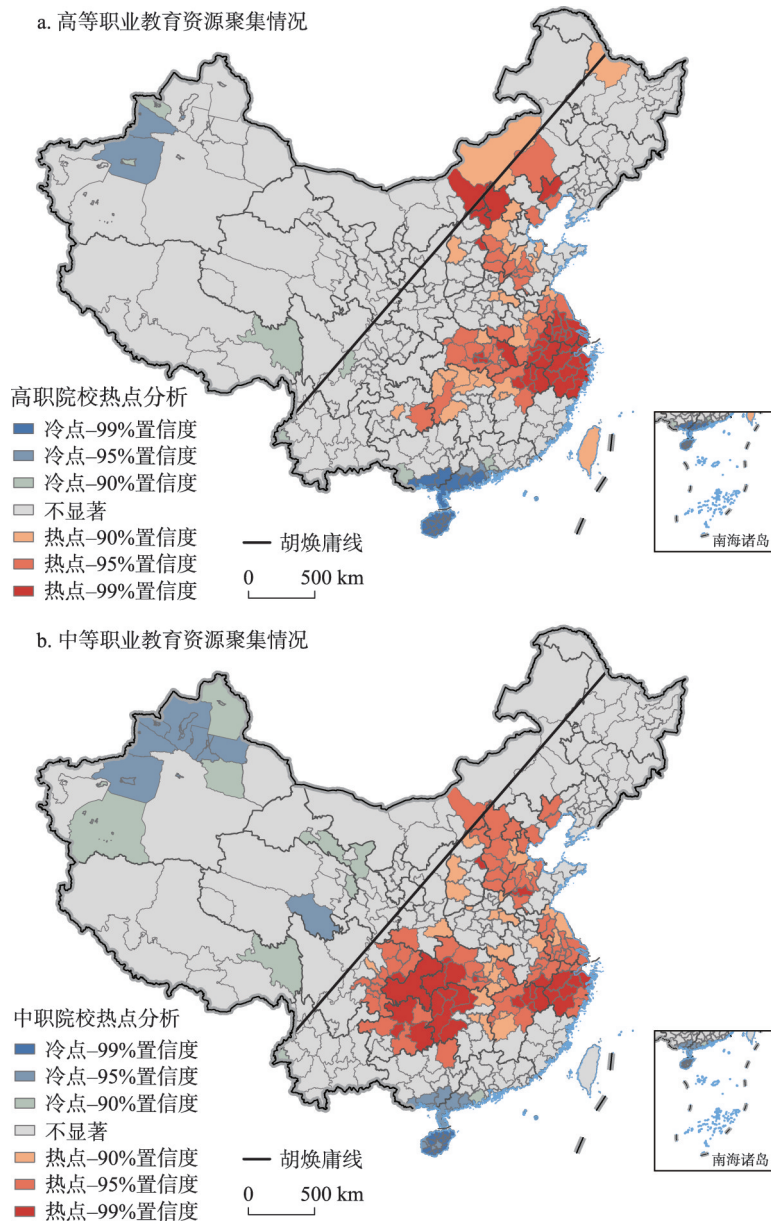 a. 高等职业教育资源聚集情况
高职院校热点分析
冷点–99%置信度
冷点–95%置信度
冷点–90%置信度
不显著
热点–90%置信度
热点–95%置信度
热点–99%置信度
胡焕庸线
0 500 km
南海诸岛
b. 中等职业教育资源聚集情况
中职院校热点分析
冷点–99%置信度
冷点–95%置信度
冷点–90%置信度
不显著
热点–90%置信度
热点–95%置信度
热点–99%置信度
胡焕庸线
0 500 km
南海诸岛